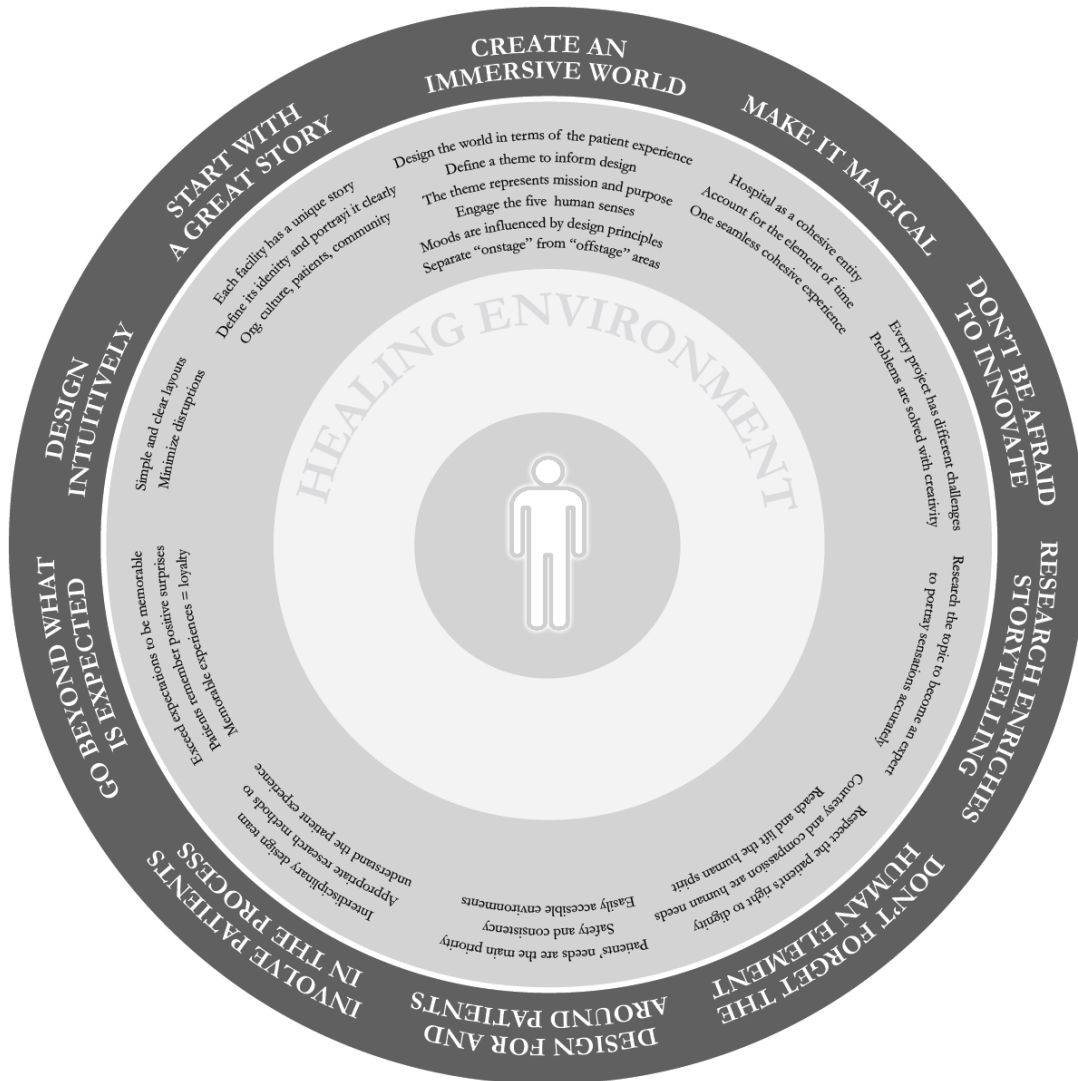 CREATE AN
IMMERSIVE WORLD
Design the world in terms of the patient experience
Define a theme to inform design
The theme represents mission and purpose
Engage the five human senses
Moods are influenced by design principles
Separate “onstage” from “offstage” areas
MAKE IT MAGICAL
Hospital as a cohesive entity
Account for the element of time
One seamless cohesive experience
DON'T BE AFRAID
TO INNOVATE
Every project has different challenges
Problems are solved with creativity
RESEARCH ENRICHES
STORYTELLING
Research the topic to become an expert
to portray sensations accurately
DON'T FORGET THE
HUMAN ELEMENT
Respect the patient's right to dignity
Courtesy and compassion are human needs
Reach and lift the human spirit
DESIGN FOR AND
AROUND PATIENTS
Patients' needs are the main priority
Safety and consistency
Easily accesible environments
INVOLVE PATIENTS
IN THE PROCESS
Interdisciplinary design team
Appropriate research methods to
understand the patient experience
GO BEYOND WHAT
IS EXPECTED
Exceed expectations to be memorable
Patients remember positive surprises
Memorable experiences = loyalty
DESIGN
INTUITIVELY
Simple and clear layouts
Minimize disruptions
START WITH
A GREAT STORY
Each facility has a unique story
Define its idenitty and portrayi it clearly
Org. culture, patients, community
HEALING ENVIRONMENT